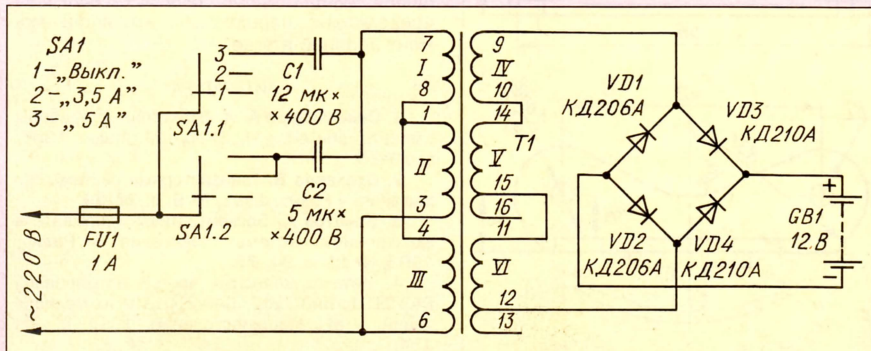 SA1
1-„Выкл."
2-„3,5 А"
3-„ 5А"
3
2
1
SA1.1
C1
12 мк×
×400 В
SA1.2
C2
5 мк×
×400 В
FU1
1А
~220 В
7
I
8
1
II
3
4
III
6
9
IV
10
14
T1
V
15
16
11
VI
12
13
VD1
КД206А
VD3
КД210А
VD2
КД206А
VD4
КД210А
+
GB1
12 В
−